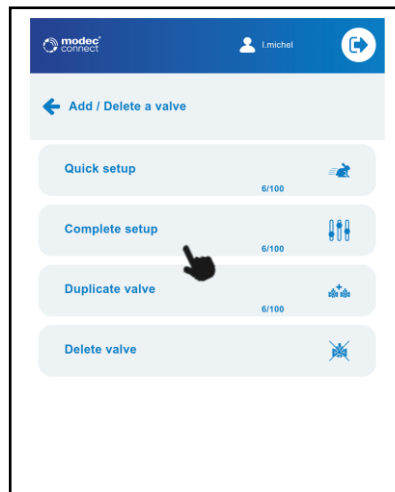 modec
connect
l.michel
Add / Delete a valve
Quick setup
6/100
Complete setup
6/100
Duplicate valve
6/100
Delete valve